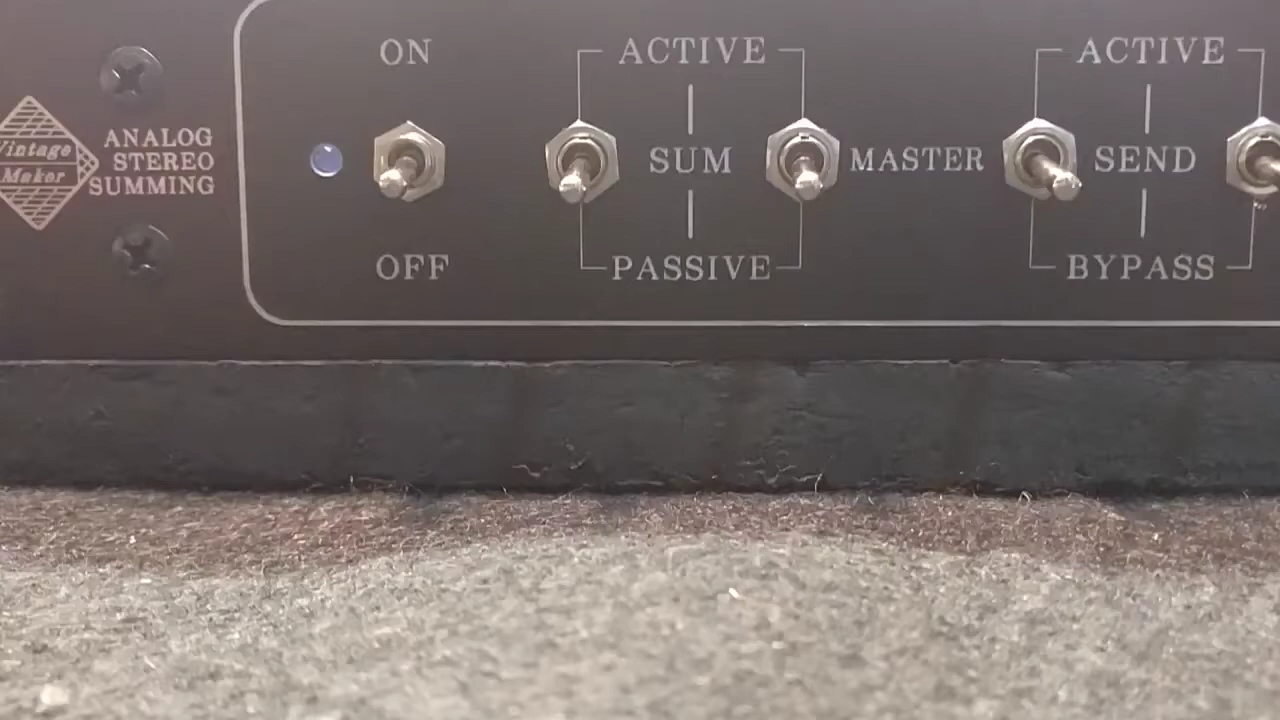 Vintage
Maker
ANALOG
STEREO
SUMMING
ON
OFF
ACTIVE
SUM
PASSIVE
MASTER
ACTIVE
SEND
BYPASS